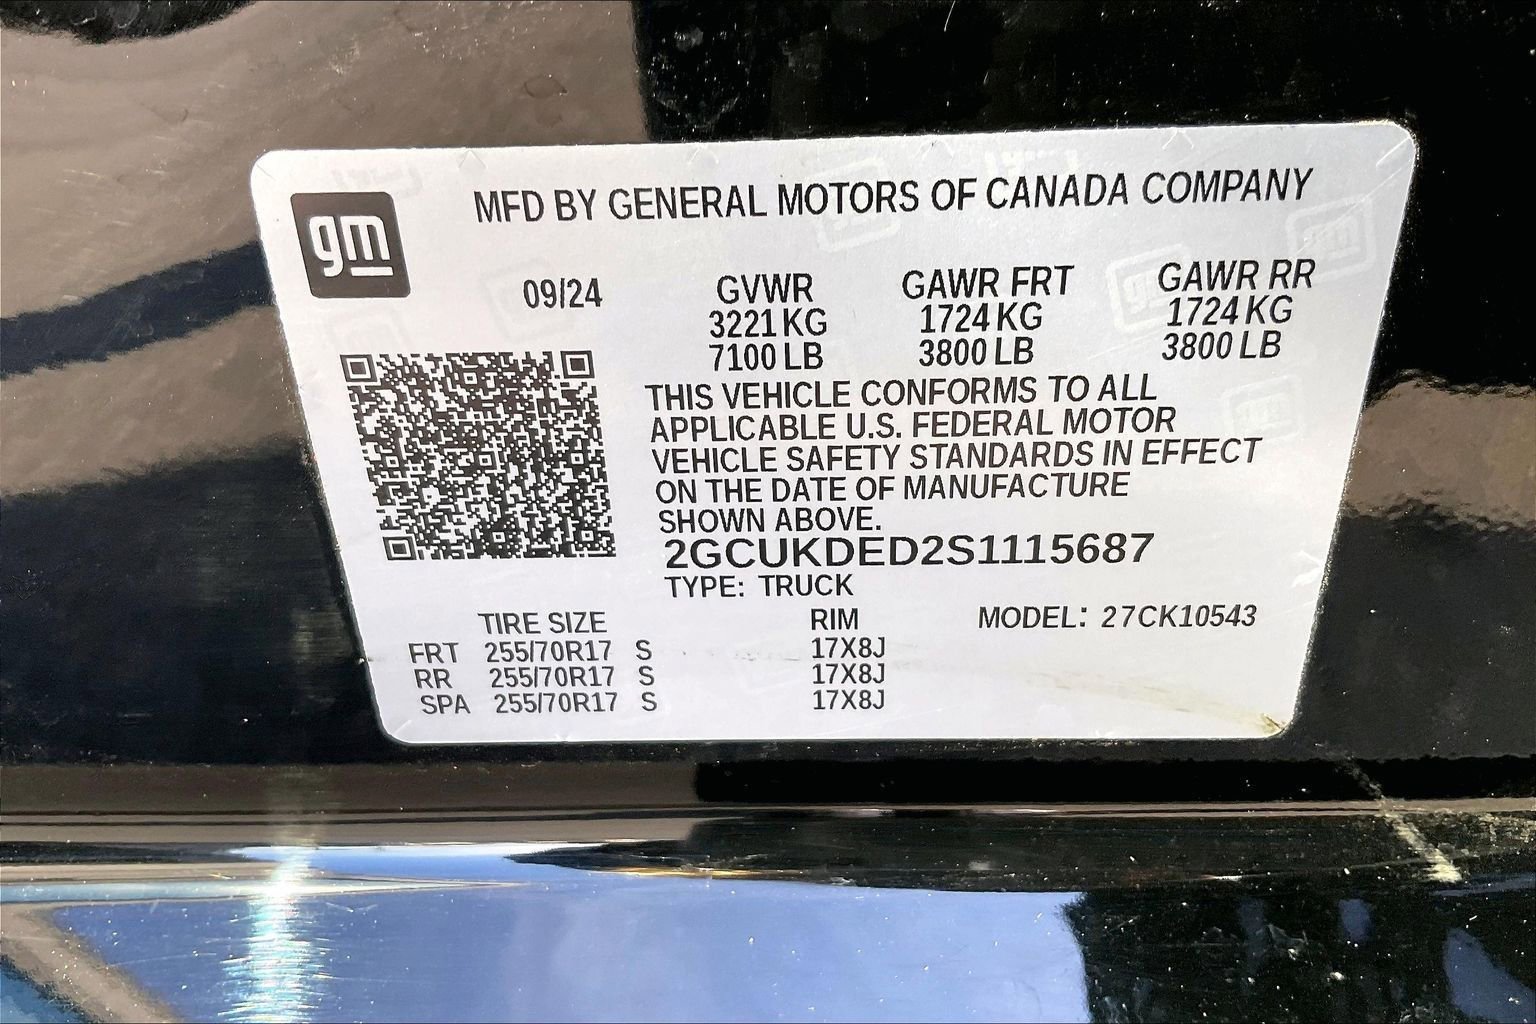 gm
MFD BY GENERAL MOTORS OF CANADA COMPANY
09/24 GVWR GAWR FRT GAWR RR
3221 KG 1724 KG 1724 KG
7100 LB 3800 LB 3800 LB
THIS VEHICLE CONFORMS TO ALL
APPLICABLE U.S. FEDERAL MOTOR
VEHICLE SAFETY STANDARDS IN EFFECT
ON THE DATE OF MANUFACTURE
SHOWN ABOVE.
2GCUKDED2S1115687
TYPE: TRUCK
TIRE SIZE RIM MODEL: 27CK10543
FRT 255/70R17 S 17X8J
RR 255/70R17 S 17X8J
SPA 255/70R17 S 17X8J